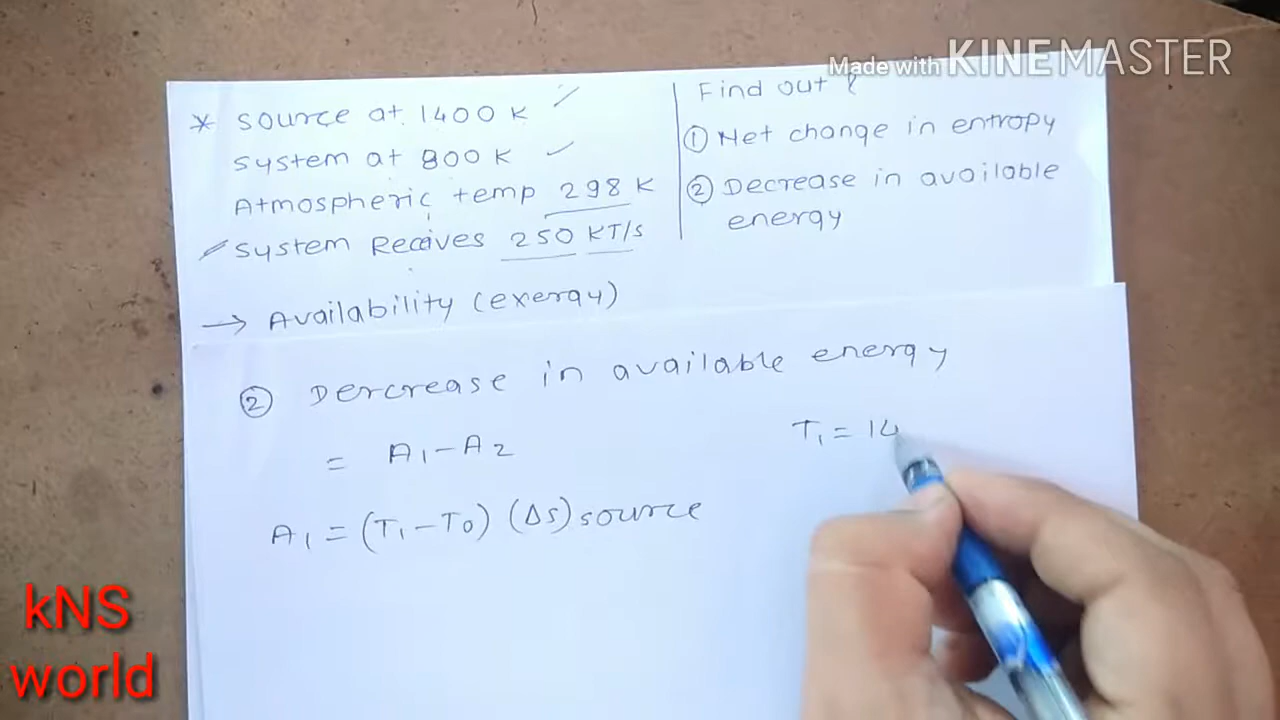 Made with KINEMASTER
* Source at 1400 K
System at 800 K
Atmospheric temp 298 K
System Receives 250 KJ/s
→ Availability (exergy)
Find out
① Net change in entropy
② Decrease in available
energy
② Dercrease in available energy
= A₁ - A₂
T₁ = 14
A₁ = (T₁ - T₀) (Δs) source
kNS
world